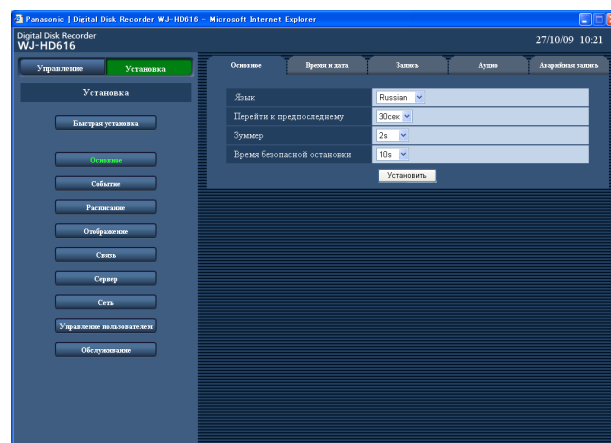 Panasonic | Digital Disk Recorder WJ-HD616 - Microsoft Internet Explorer
Digital Disk Recorder
WJ-HD616
27/10/09 10:21
Управление
Установка
Основное
Время и дата
Запись
Аудио
Аварийная запись
Установка
Быстрая установка
Основное
Событие
Расписание
Отображение
Связь
Сервер
Сеть
Управление пользователем
Обслуживание
Язык Russian
Перейти к предпоследнему 30сек
Зуммер 2s
Время безопасной остановки 10s
Установить